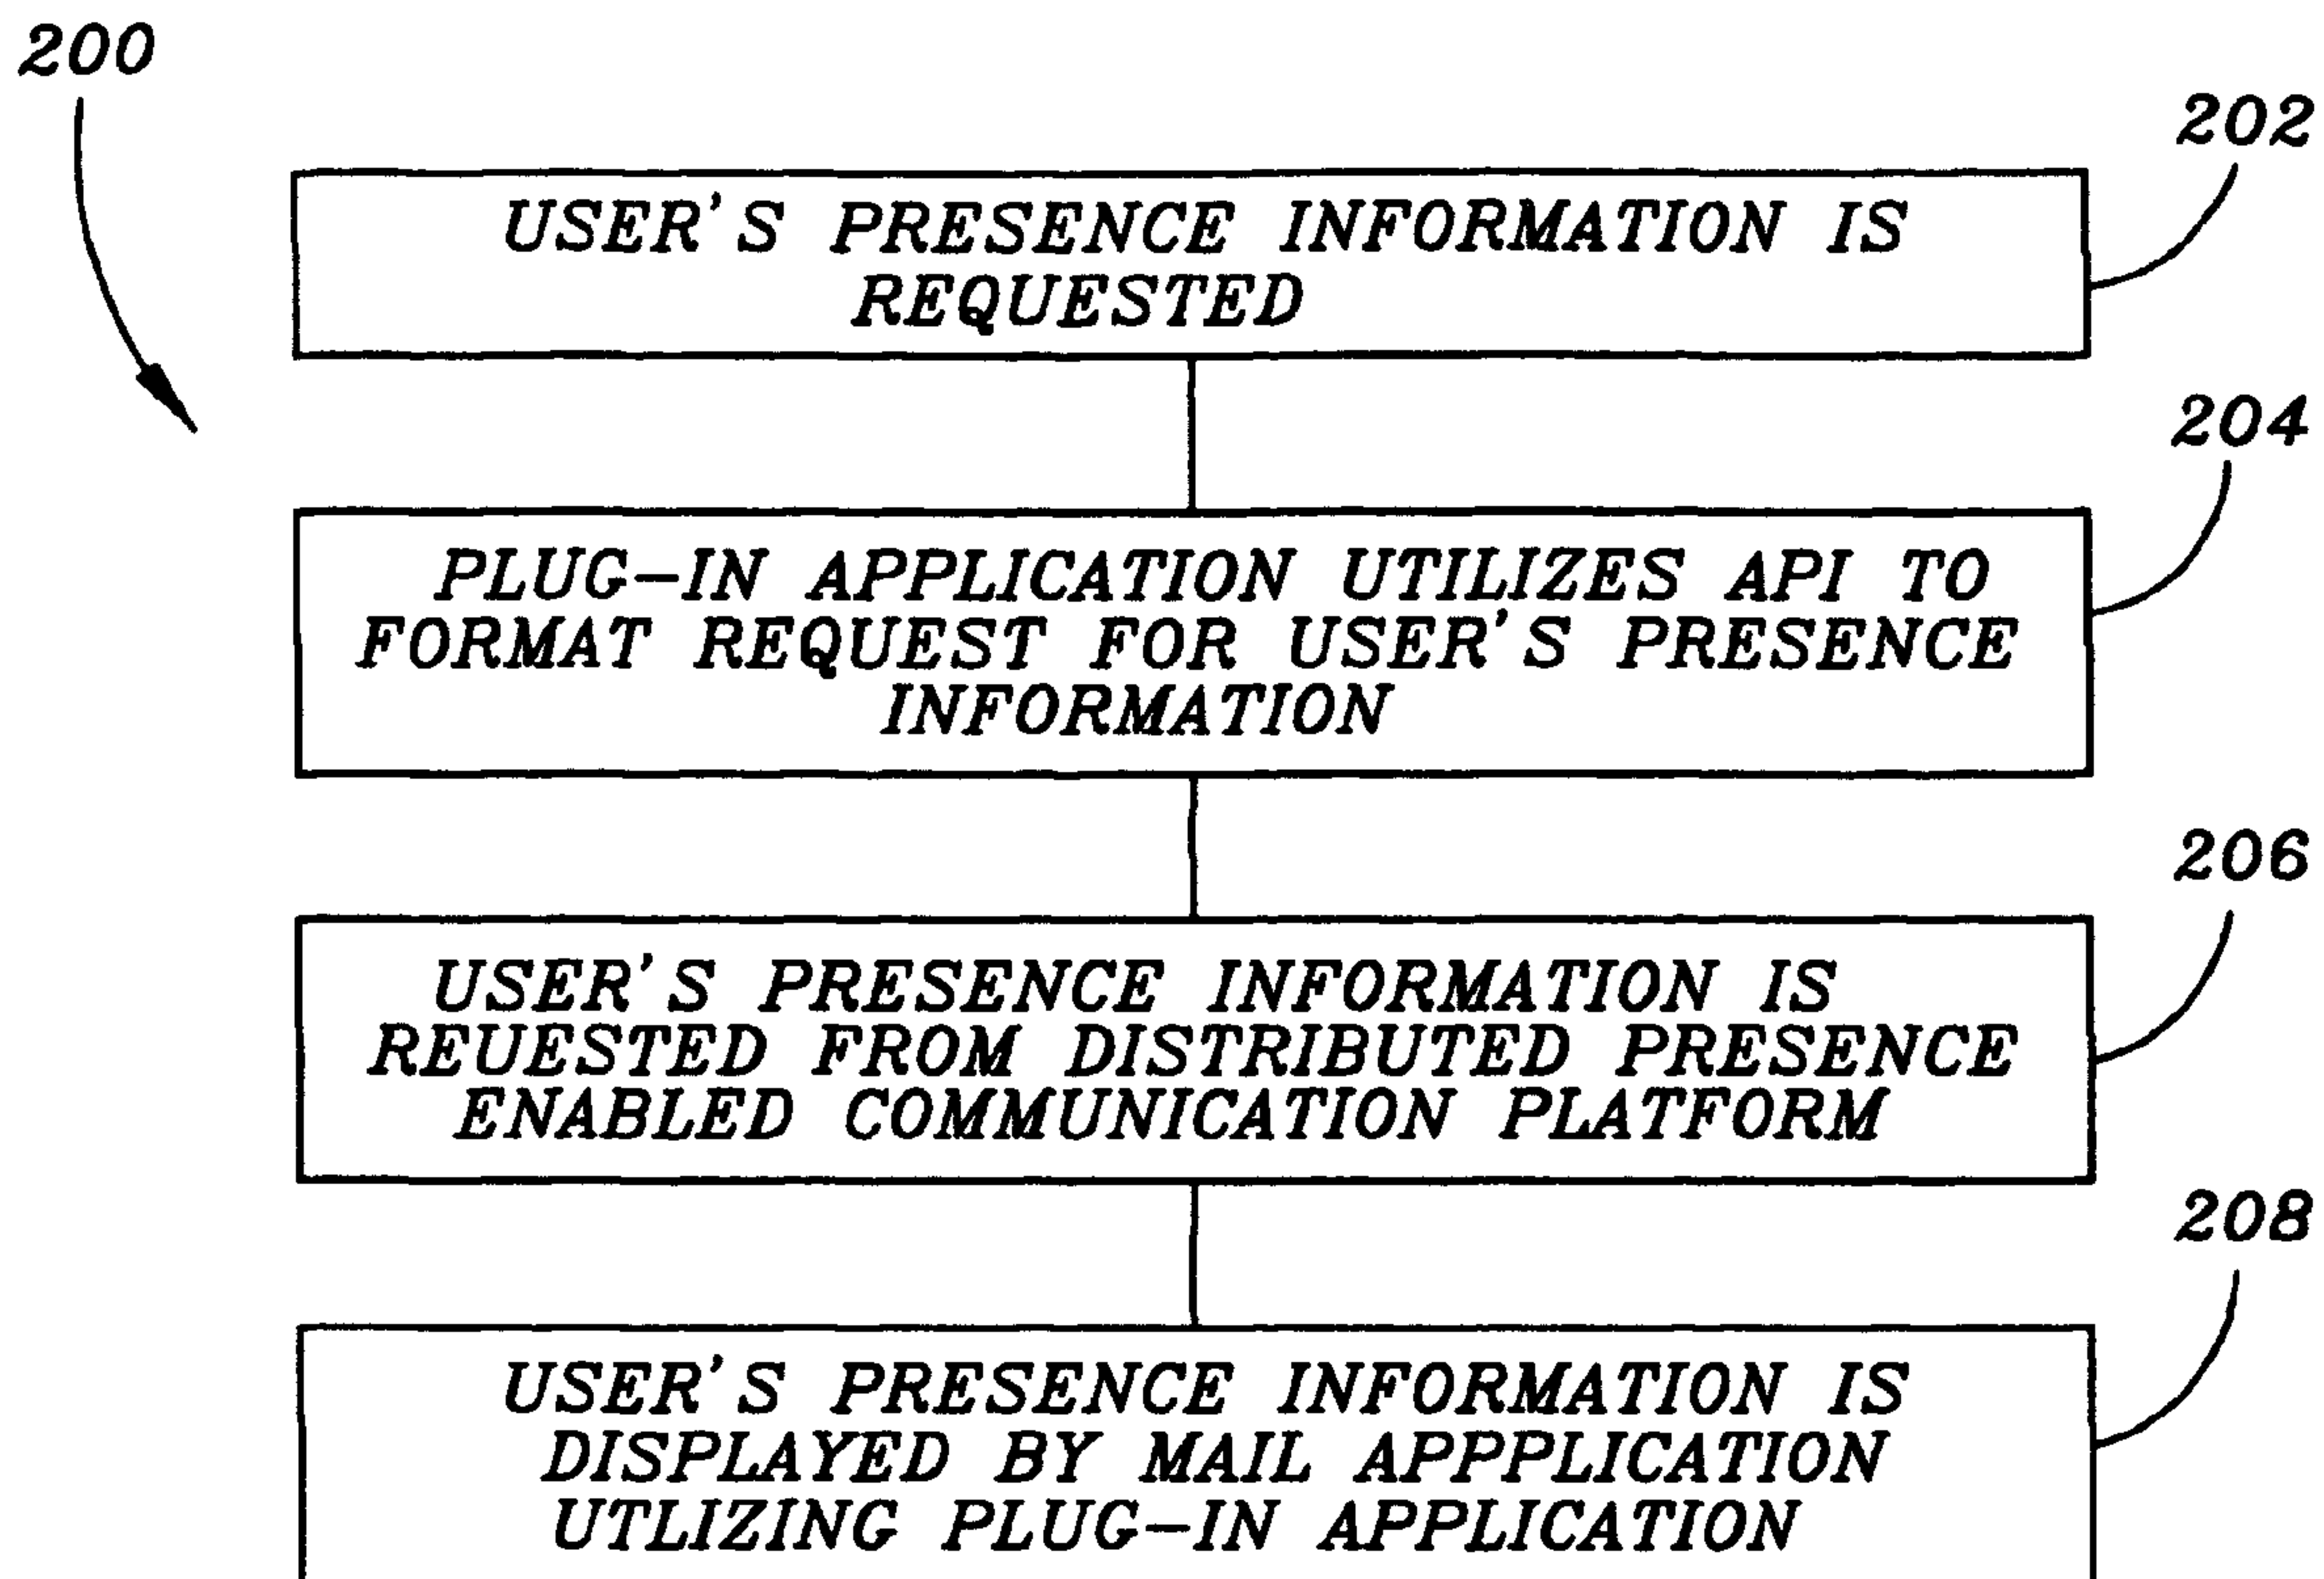 200
202
USER'S PRESENCE INFORMATION IS
REQUESTED
204
PLUG-IN APPLICATION UTILIZES API TO
FORMAT REQUEST FOR USER'S PRESENCE
INFORMATION
206
USER'S PRESENCE INFORMATION IS
REUESTED FROM DISTRIBUTED PRESENCE
ENABLED COMMUNICATION PLATFORM
208
USER'S PRESENCE INFORMATION IS
DISPLAYED BY MAIL APPPLICATION
UTLIZING PLUG-IN APPLICATION